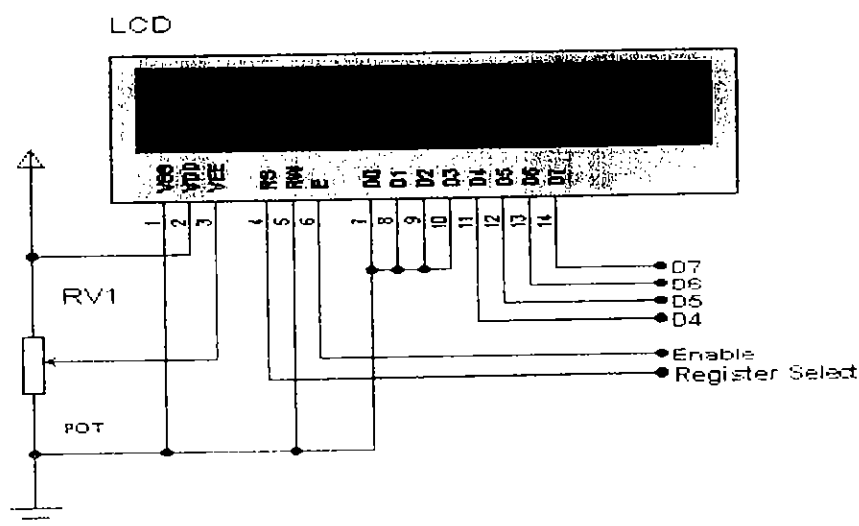 LCD
VSS VDD VEE RS RW E D0 D1 D2 D3 D4 D5 D6 D7
1 2 3 4 5 6 7 8 9 10 11 12 13 14
D7
D6
D5
D4
RV1
Enable
Register Select
POT